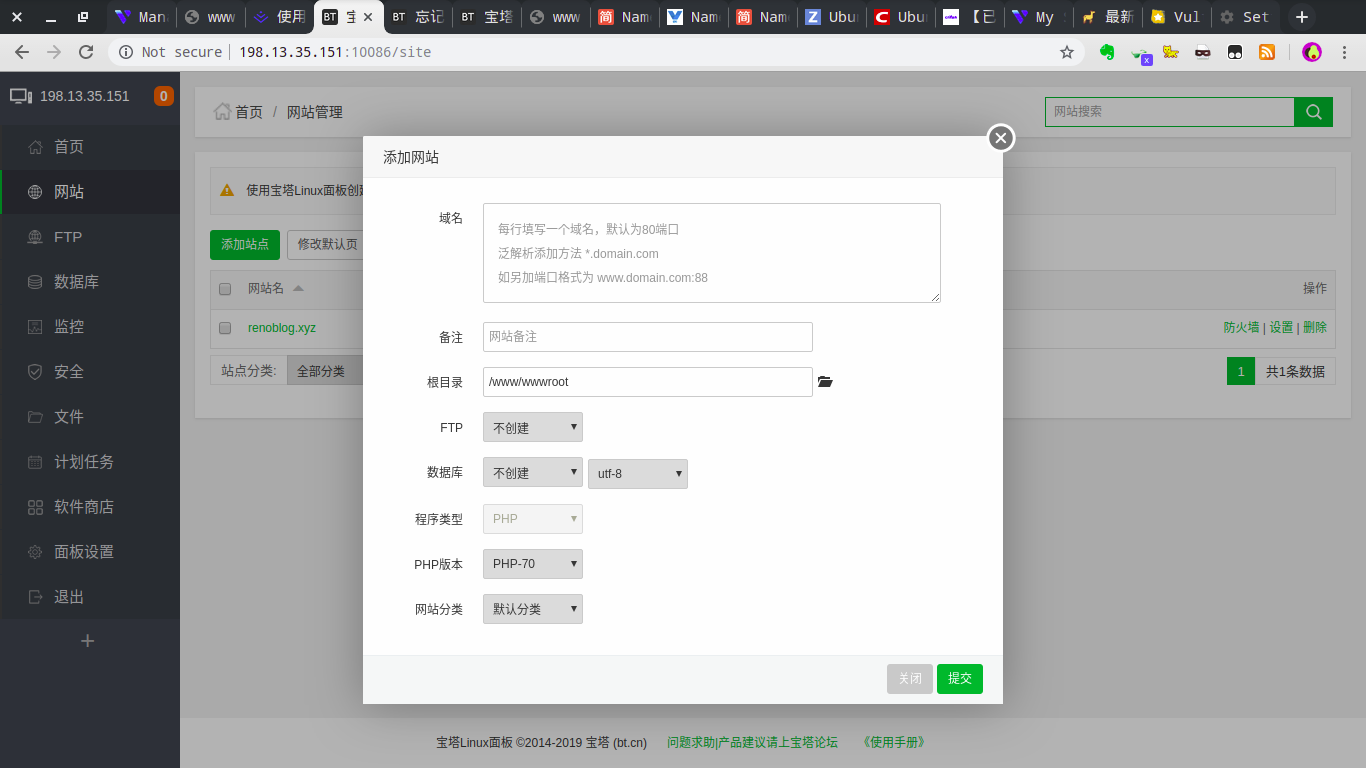 Man
www
使用
宝
忘记
宝塔
www
Nam
Nam
Nam
Ubu
Ubu
【已
My
最新
Vul
Set
Not secure
198.13.35.151:10086/site
198.13.35.151
0
首页
网站
FTP
数据库
监控
安全
文件
计划任务
软件商店
面板设置
退出
首页 / 网站管理
网站搜索
使用宝塔Linux面板创建
添加站点
修改默认页
网站名
操作
renoblog.xyz
防火墙 | 设置 | 删除
站点分类:
全部分类
1
共1条数据
添加网站
域名
每行填写一个域名，默认为80端口
泛解析添加方法 *.domain.com
如另加端口格式为 www.domain.com:88
备注
网站备注
根目录
/www/wwwroot
FTP
不创建
数据库
不创建
utf-8
程序类型
PHP
PHP版本
PHP-70
网站分类
默认分类
关闭
提交
宝塔Linux面板 ©2014-2019 宝塔 (bt.cn)
问题求助|产品建议请上宝塔论坛
《使用手册》